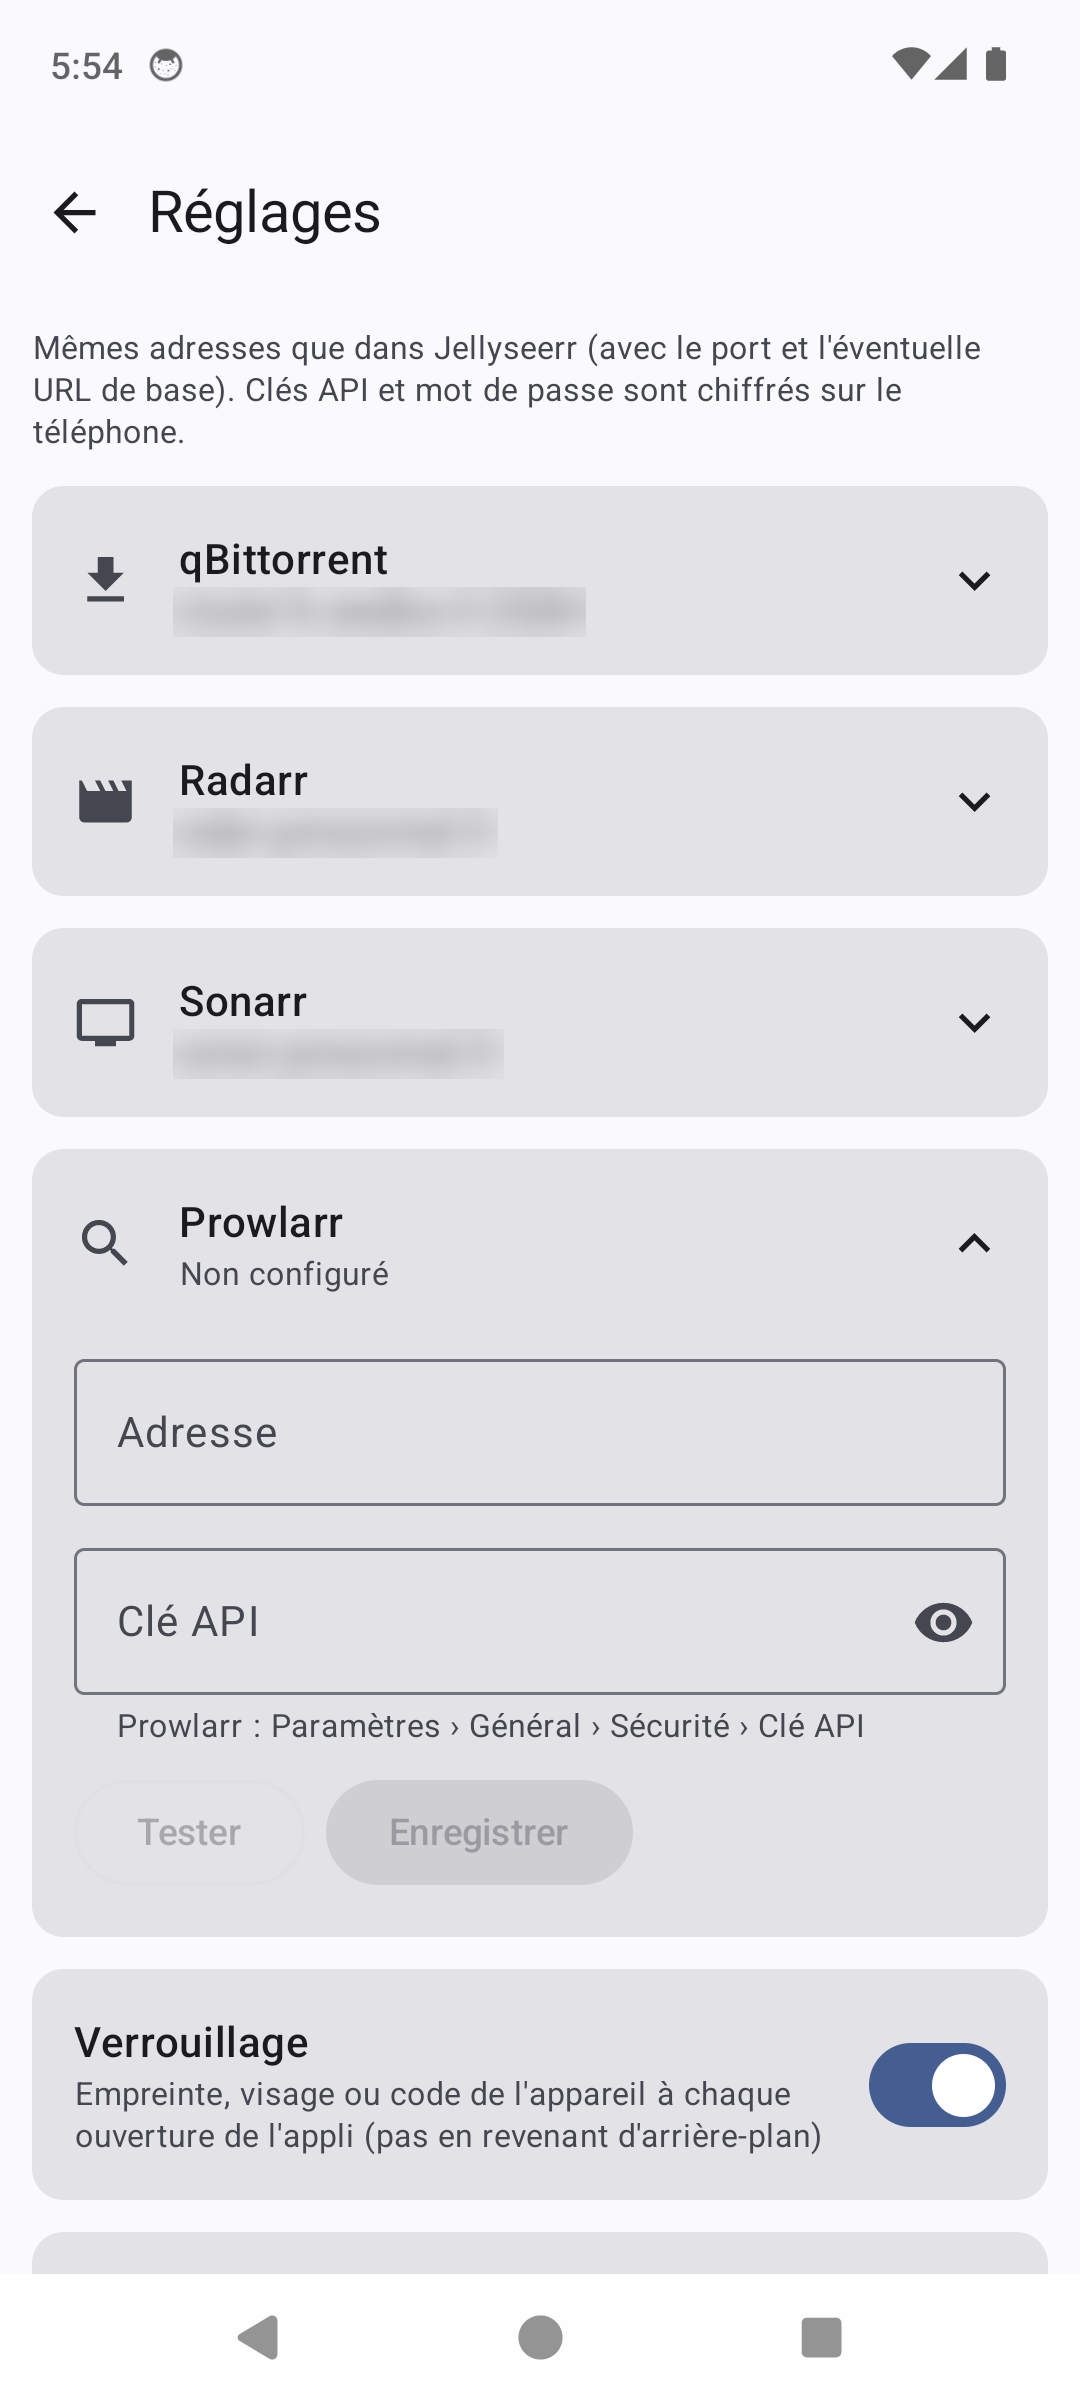 5:54
Réglages
Mêmes adresses que dans Jellyseerr (avec le port et l'éventuelle
URL de base). Clés API et mot de passe sont chiffrés sur le
téléphone.
qBittorrent
Radarr
Sonarr
Prowlarr
Non configuré
Adresse
Clé API
Prowlarr : Paramètres › Général › Sécurité › Clé API
Tester
Enregistrer
Verrouillage
Empreinte, visage ou code de l'appareil à chaque
ouverture de l'appli (pas en revenant d'arrière-plan)